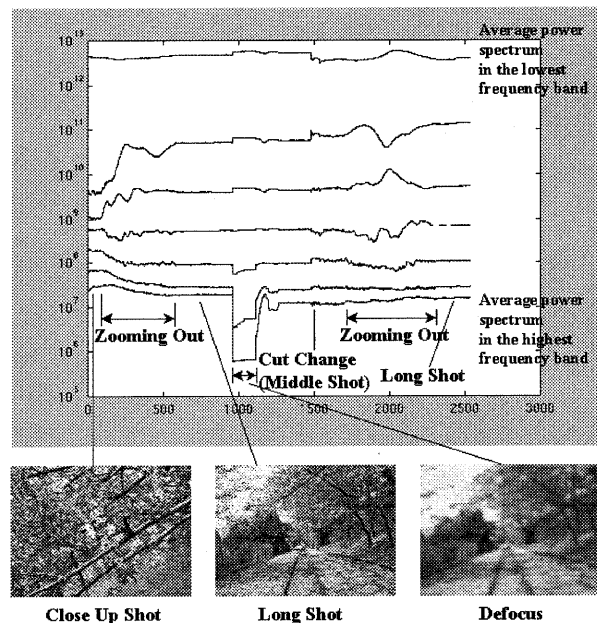 Average power
spectrum
in the lowest
frequency band
10^13
10^12
10^11
10^10
10^9
10^8
10^7
10^6
Zooming Out
Cut Change
(Middle Shot)
Zooming Out
Long Shot
Average power
spectrum
in the highest
frequency band
0
500
1000
1500
2000
2500
3000
Close Up Shot
Long Shot
Defocus